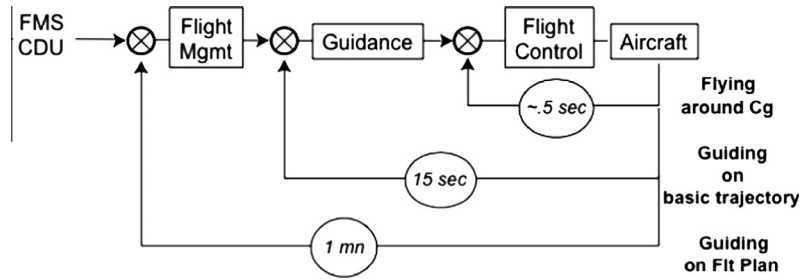 FMS
CDU
Flight
Mgmt
Guidance
Flight
Control
Aircraft
~.5 sec
Flying
around Cg
15 sec
Guiding
on
basic trajectory
1 mn
Guiding
on Flt Plan